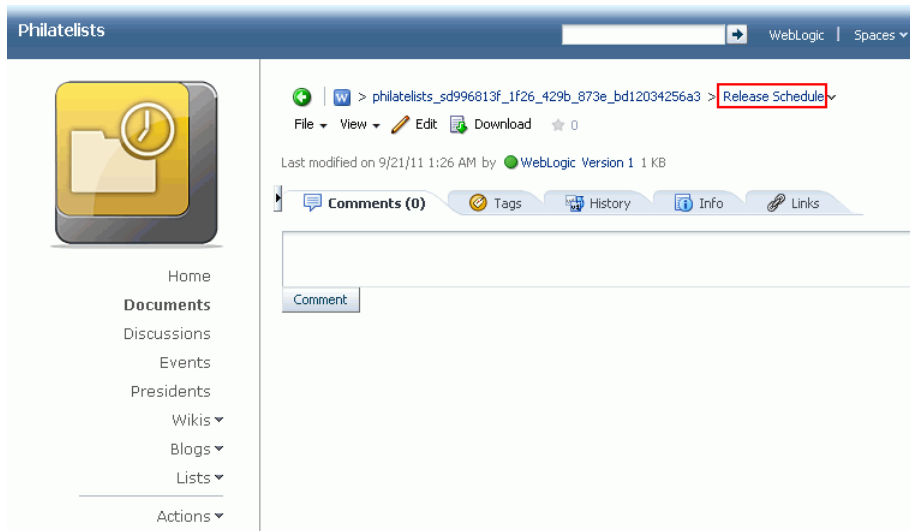 Philatelists
WebLogic | Spaces
W > philatelists_sd996813f_1f26_429b_873e_bd12034256a3 > Release Schedule
File View Edit Download 0
Last modified on 9/21/11 1:26 AM by WebLogic Version 1 1 KB
Comments (0) Tags History Info Links
Comment
Home
Documents
Discussions
Events
Presidents
Wikis
Blogs
Lists
Actions